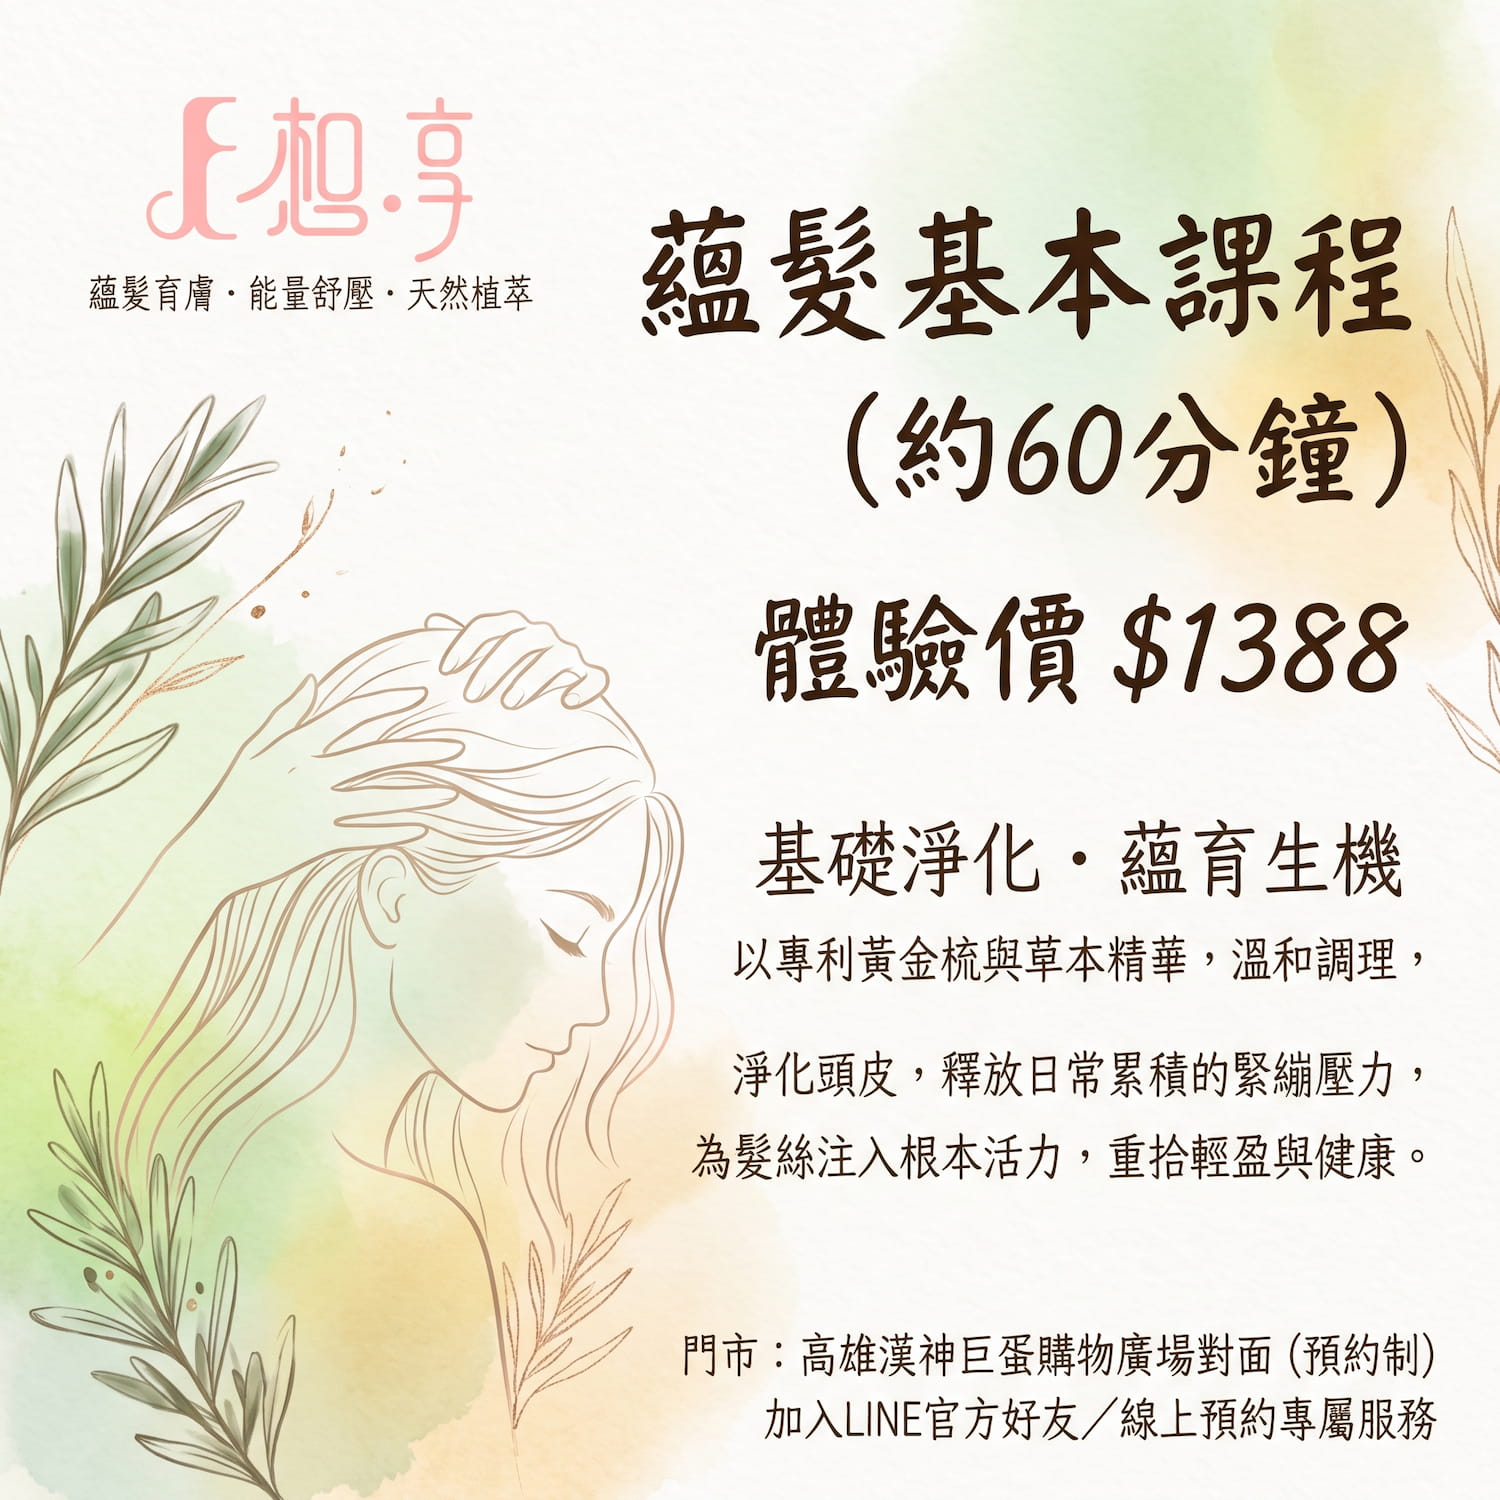 想·享
蘊髮育膚·能量舒壓·天然植萃
蘊髮基本課程
（約60分鐘）
體驗價 $1388
基礎淨化·蘊育生機
以專利黃金梳與草本精華，溫和調理，
淨化頭皮，釋放日常累積的緊繃壓力，
為髮絲注入根本活力，重拾輕盈與健康。
門市：高雄漢神巨蛋購物廣場對面 (預約制)
加入LINE官方好友／線上預約專屬服務